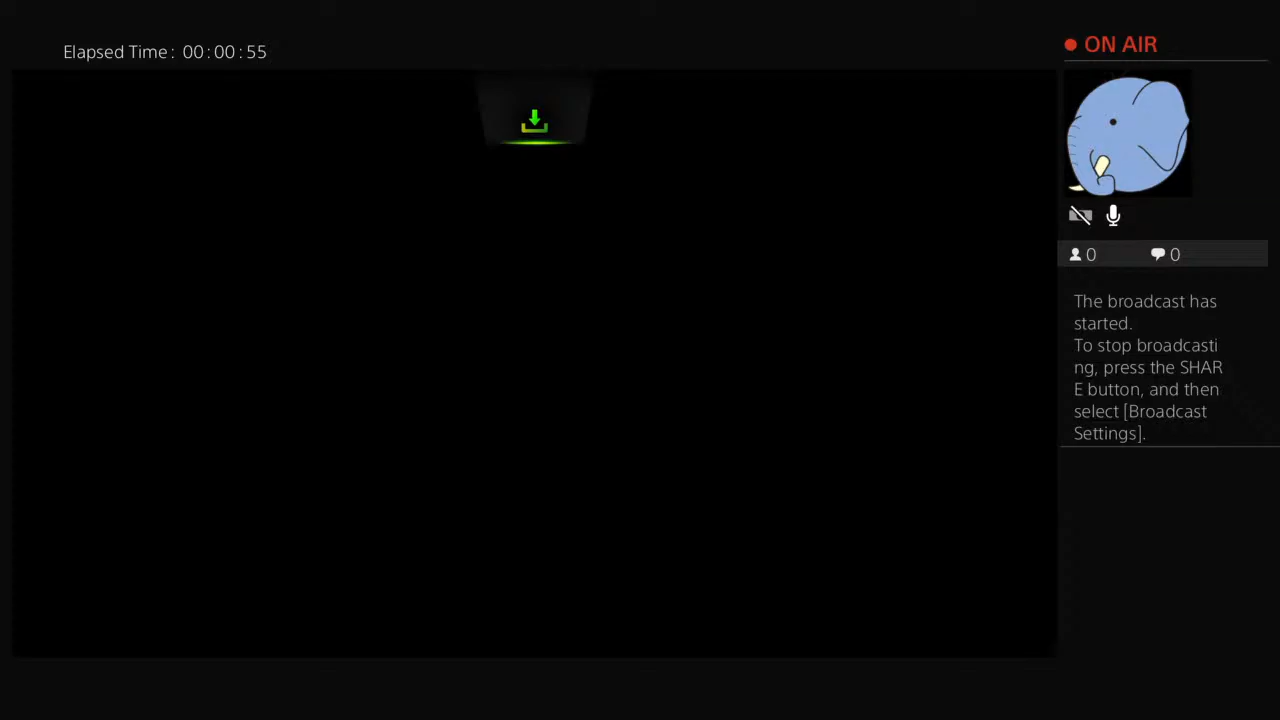 Elapsed Time: 00:00:55
ON AIR
0 0
The broadcast has
started.
To stop broadcasti
ng, press the SHAR
E button, and then
select [Broadcast
Settings].